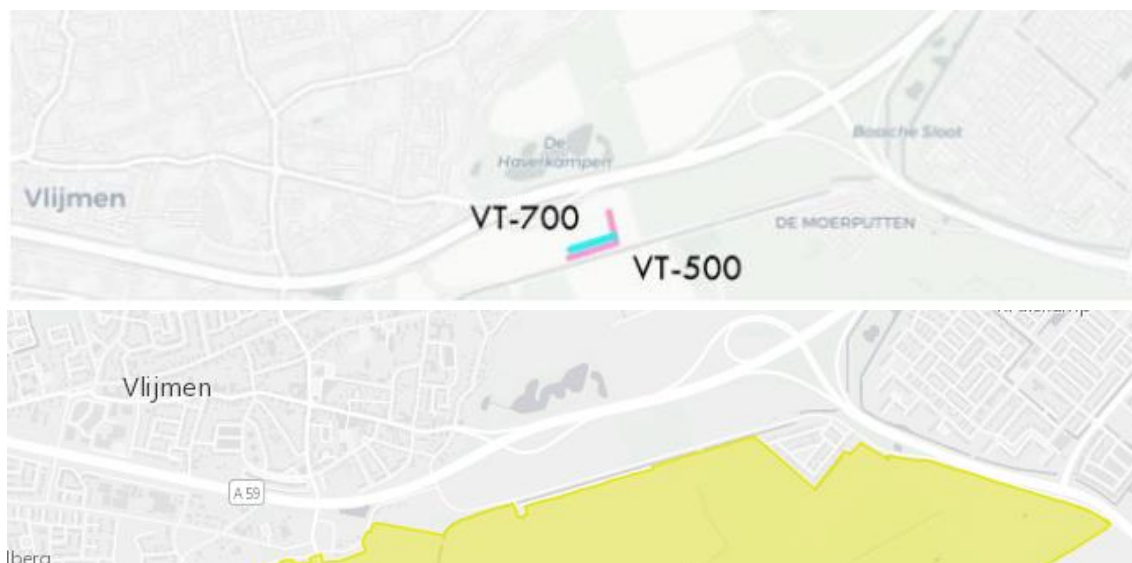 De
Haverkampen
Bossche Sloot
Vlijmen
VT-700
DE MOERPUTTEN
VT-500
Vlijmen
A 59